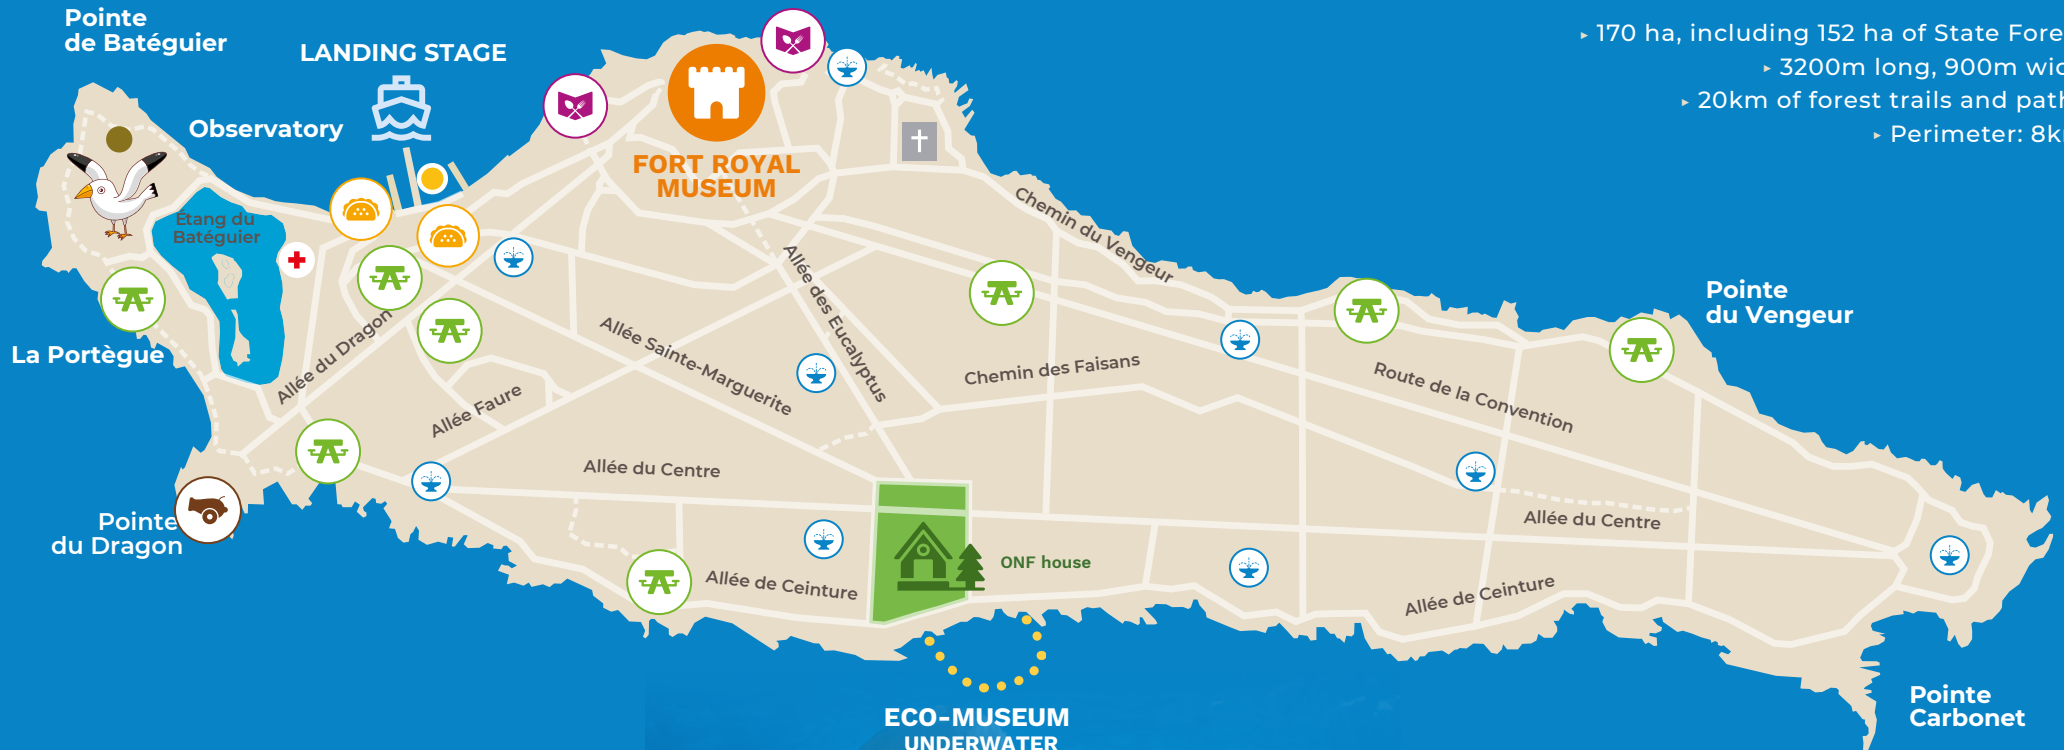 Pointe
de Batéguier
LANDING STAGE
Observatory
▸ 170 ha, including 152 ha of State Fore
▸ 3200m long, 900m wid
▸ 20km of forest trails and path
▸ Perimeter: 8k
FORT ROYAL
MUSEUM
Étang du
Batéguier
Chemin du Vengeur
Allée des Eucalyptus
Pointe
du Vengeur
La Portègue
Allée du Dragon
Allée Sainte-Marguerite
Allée Faure
Chemin des Faisans
Route de la Convention
Allée du Centre
Pointe
du Dragon
Allée du Centre
ONF house
Allée de Ceinture
Allée de Ceinture
Pointe
Carbonet
ECO-MUSEUM
UNDERWATER